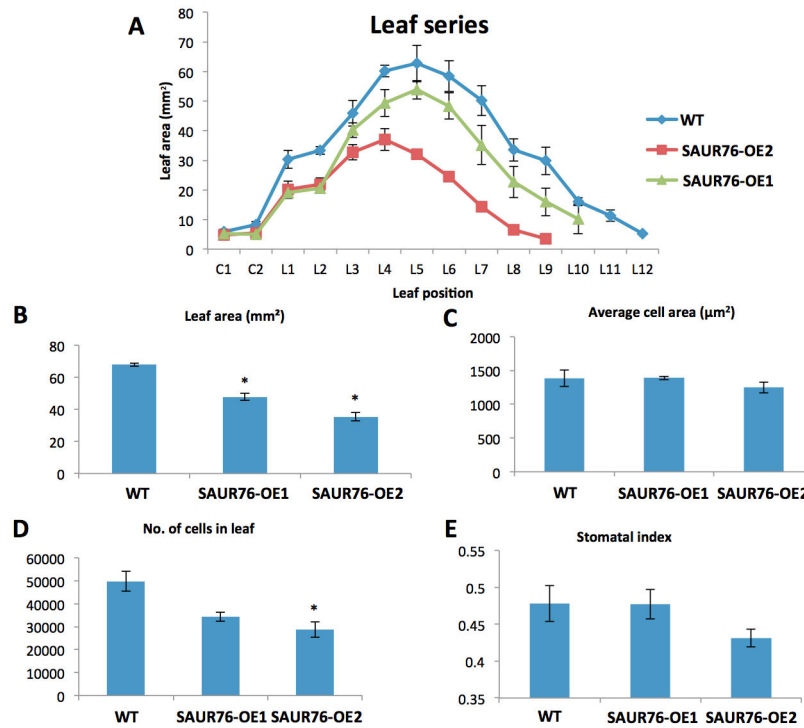 A
Leaf series
Leaf area (mm²)
80
70
60
50
40
30
20
10
0
C1 C2 L1 L2 L3 L4 L5 L6 L7 L8 L9 L10 L11 L12
Leaf position
WT
SAUR76-OE2
SAUR76-OE1
B
Leaf area (mm²)
80
60
40
20
0
* *
WT SAUR76-OE1 SAUR76-OE2
C
Average cell area (μm²)
2000
1500
1000
500
0
WT SAUR76-OE1 SAUR76-OE2
D
No. of cells in leaf
60000
50000
40000
30000
20000
10000
0
*
WT SAUR76-OE1 SAUR76-OE2
E
Stomatal index
0.55
0.5
0.45
0.4
0.35
WT SAUR76-OE1 SAUR76-OE2